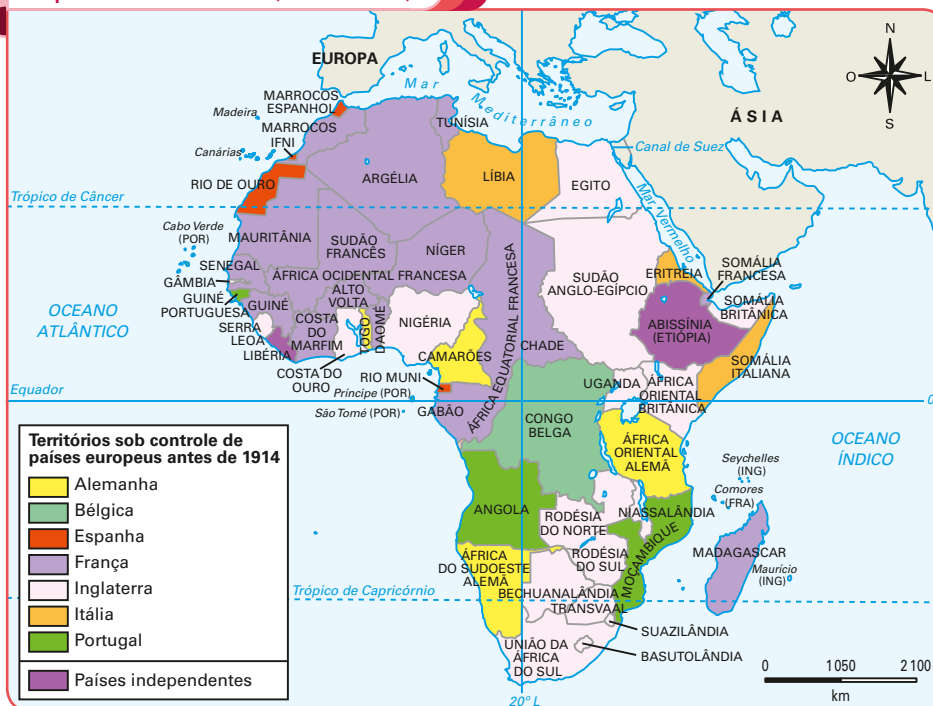 EUROPA
Mar
Mediterrâneo
ÁSIA
N
O
L
S
MARROCOS
ESPANHOL
Madeira
MARROCOS
IFNI
Canárias
TUNÍSIA
Canal de Suez
RIO DE OURO
ARGÉLIA
LÍBIA
EGITO
Trópico de Câncer
Mar Vermelho
Cabo Verde
(POR)
MAURITÂNIA
SUDÃO
FRANCÊS
NÍGER
SENEGAL
ÁFRICA OCIDENTAL FRANCESA
GÂMBIA
GUINÉ
PORTUGUESA
GUINÉ
ALTO
VOLTA
SUDÃO
ANGLO-EGÍPCIO
ERITREIA
SOMÁLIA
FRANCESA
SOMÁLIA
BRITÂNICA
OCEANO
ATLÂNTICO
SERRA
LEOA
LIBÉRIA
COSTA
DO
MARFIM
TOGO
DAOMÉ
NIGÉRIA
ÁFRICA EQUATORIAL FRANCESA
CHADE
ABISSÍNIA
(ETIÓPIA)
COSTA DO
OURO
CAMARÕES
SOMÁLIA
ITALIANA
RIO MUNI
Príncipe (POR)
São Tomé (POR)
GABÃO
UGANDA
ÁFRICA
ORIENTAL
BRITÂNICA
Equador
0
CONGO
BELGA
ÁFRICA
ORIENTAL
ALEMÃ
OCEANO
ÍNDICO
Seychelles
(ING)
Comores
(FRA)
ANGOLA
RODÉSIA
DO NORTE
NIASSALÂNDIA
MOÇAMBIQUE
MADAGASCAR
Maurício
(ING)
ÁFRICA
DO SUDOESTE
ALEMÃ
RODÉSIA
DO SUL
BECHUANALÂNDIA
TRANSVAAL
Trópico de Capricórnio
SUAZILÂNDIA
BASUTOLÂNDIA
UNIÃO DA
ÁFRICA
DO SUL
20° L
0 1050 2100
km
Territórios sob controle de
países europeus antes de 1914
Alemanha
Bélgica
Espanha
França
Inglaterra
Itália
Portugal
Países independentes